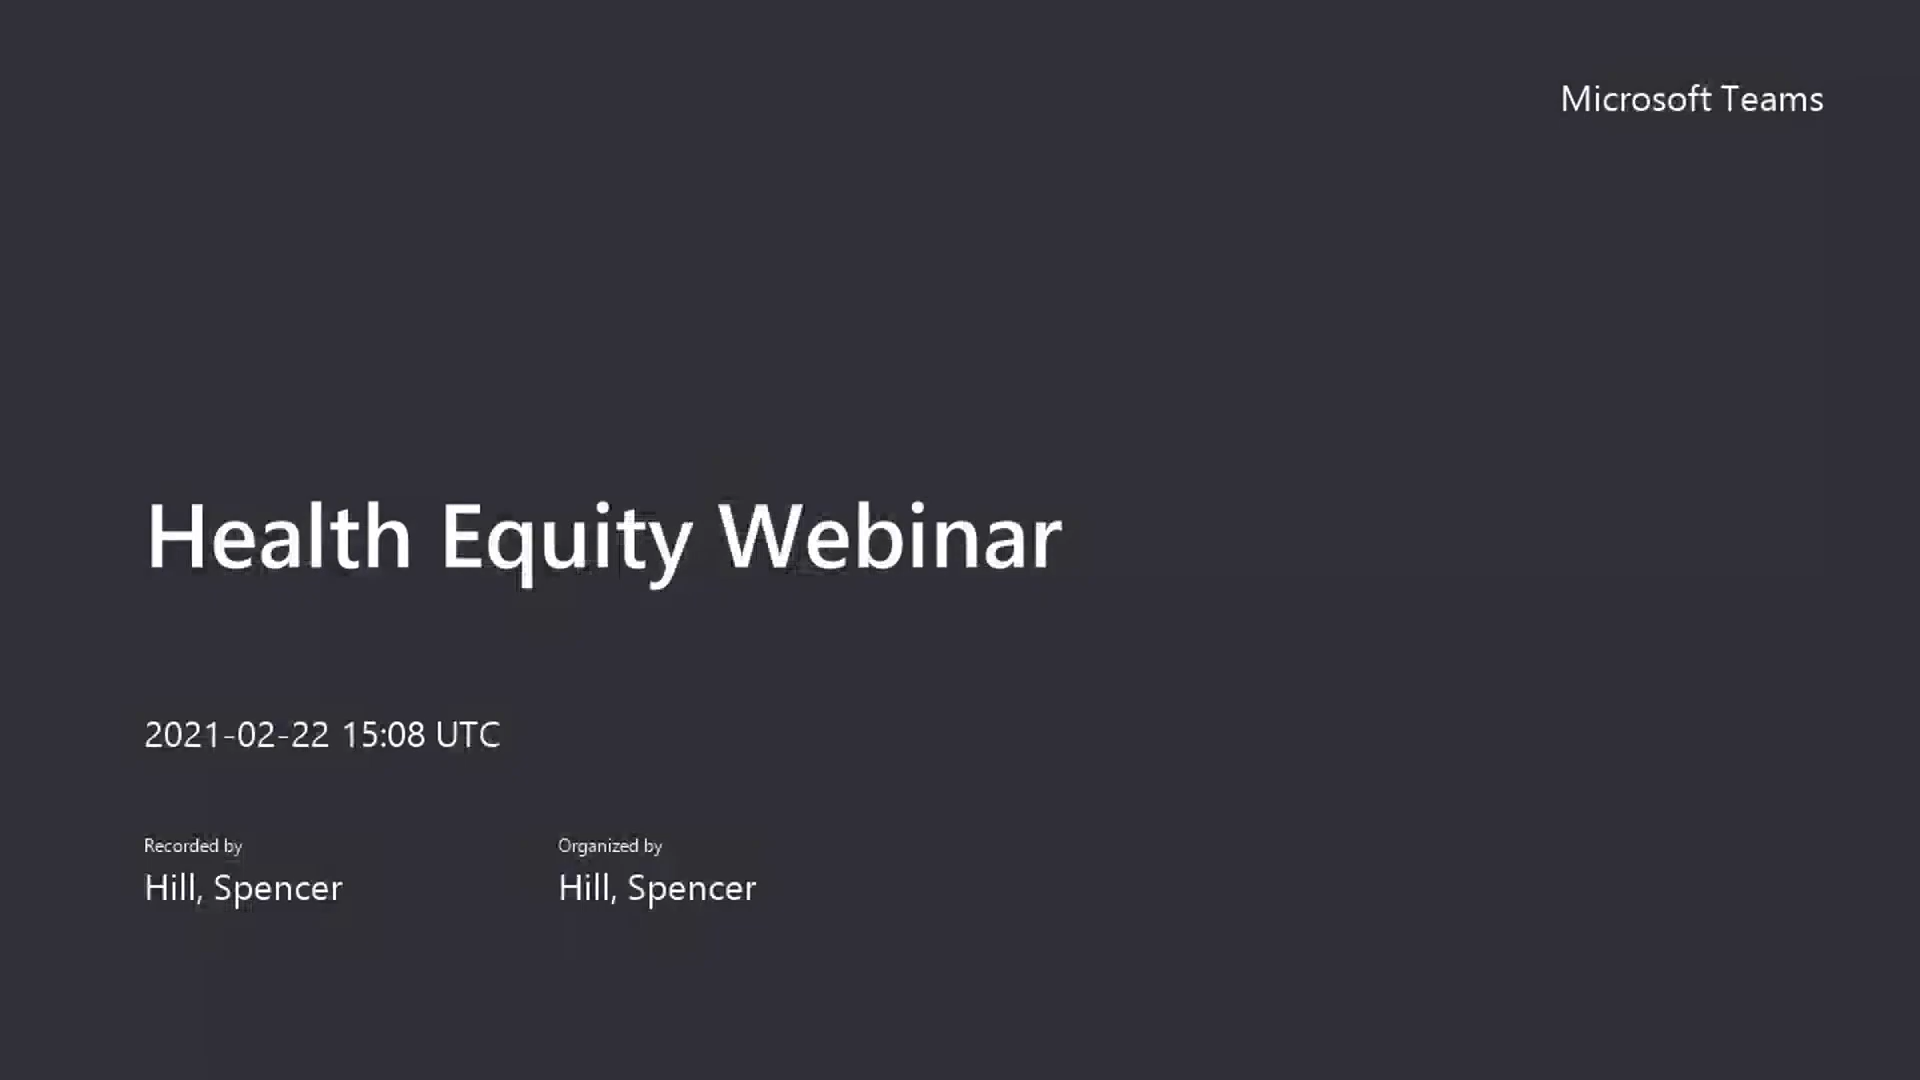 Microsoft Teams
Health Equity Webinar
2021-02-22 15:08 UTC
Recorded by
Hill, Spencer
Organized by
Hill, Spencer